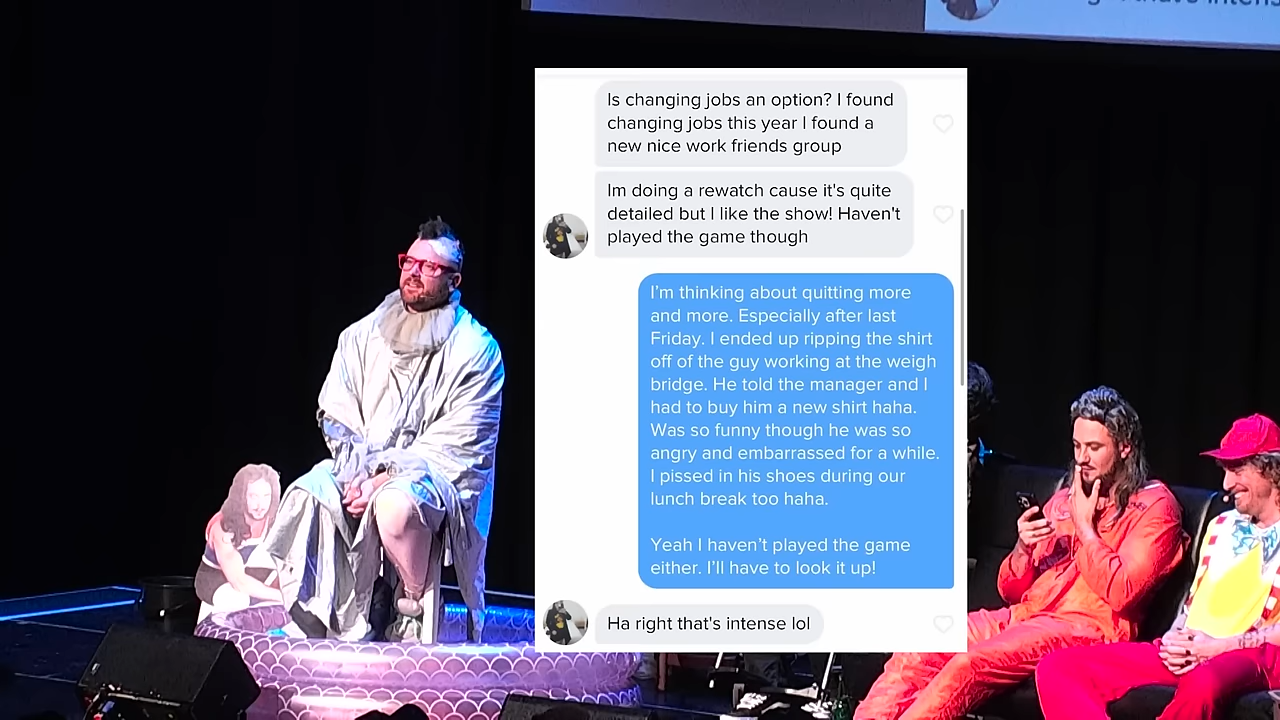 Is changing jobs an option? I found
changing jobs this year I found a
new nice work friends group
Im doing a rewatch cause it's quite
detailed but I like the show! Haven't
played the game though
I'm thinking about quitting more
and more. Especially after last
Friday. I ended up ripping the shirt
off of the guy working at the weigh
bridge. He told the manager and I
had to buy him a new shirt haha.
Was so funny though he was so
angry and embarrassed for a while.
I pissed in his shoes during our
lunch break too haha.
Yeah I haven't played the game
either. I'll have to look it up!
Ha right that's intense lol